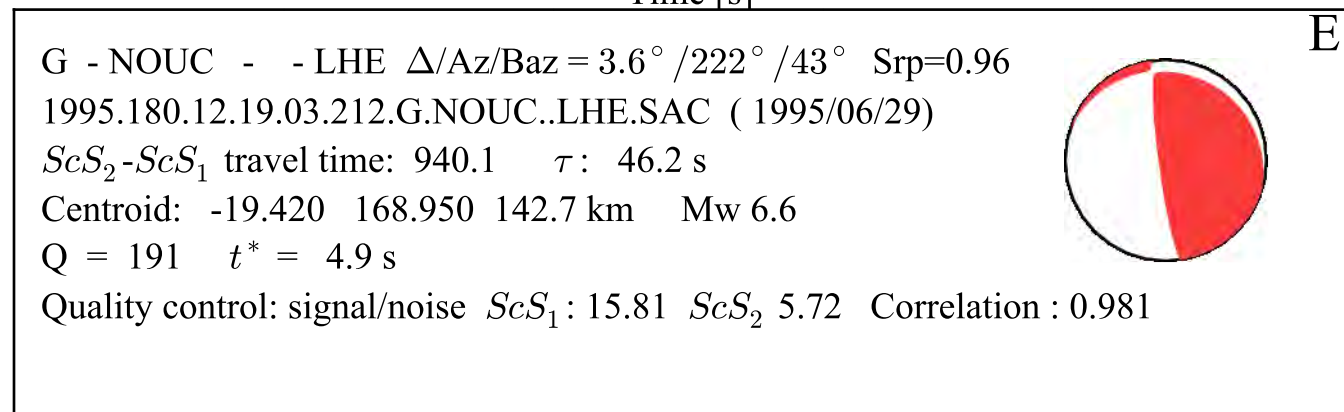 Time [s]
E
G - NOUC - - LHE Δ/Az/Baz = 3.6° /222° /43° Srp=0.96
1995.180.12.19.03.212.G.NOUC..LHE.SAC ( 1995/06/29)
ScS₂-ScS₁ travel time: 940.1 τ : 46.2 s
Centroid: -19.420 168.950 142.7 km Mw 6.6
Q = 191 t* = 4.9 s
Quality control: signal/noise ScS₁: 15.81 ScS₂ 5.72 Correlation : 0.981